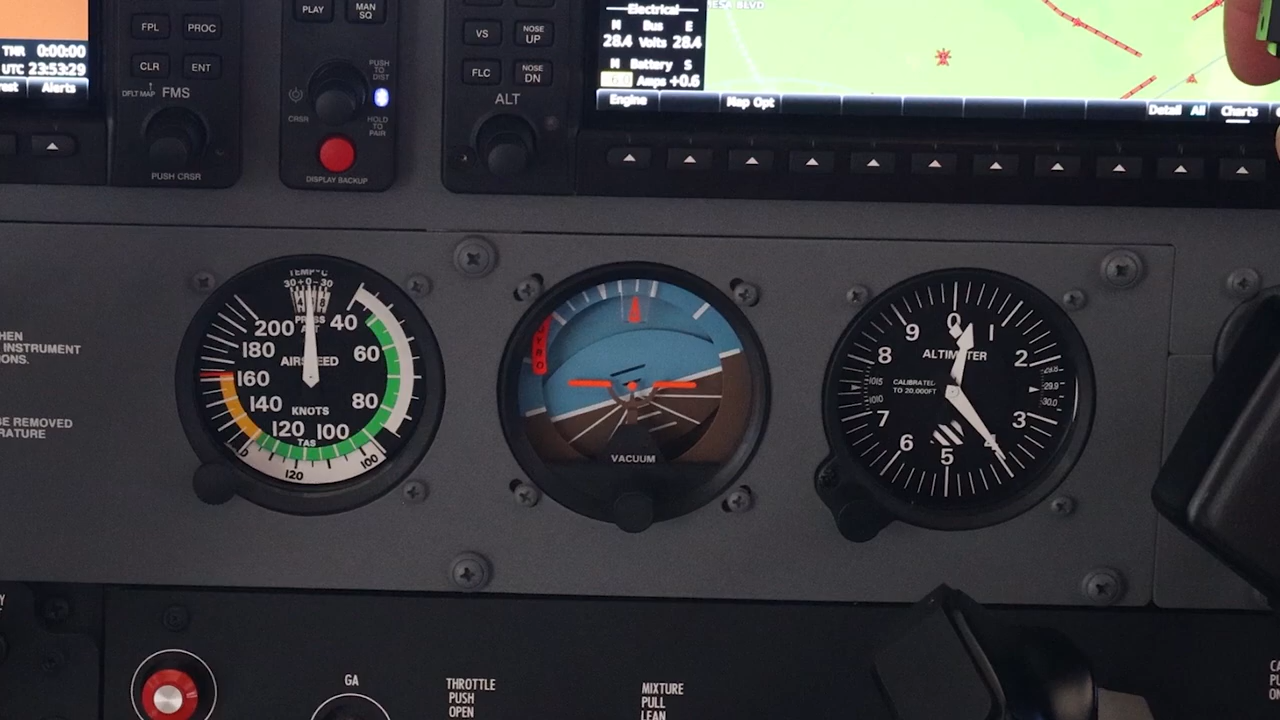 PLAY
MAN
SQ
FPL
PROC
CLR
ENT
DFLT MAP
FMS
PUSH CRSR
TMR 0:00:00
UTC 23:53:29
Alerts
PUSH
TO
DIST
CRSR
HOLD
TO
PAIR
DISPLAY BACKUP
VS
NOSE
UP
FLC
NOSE
DN
ALT
Electrical
M Bus E
28.4 Volts 28.4
M Battery S
Amps +0.6
Engine
Map Opt
Detail All
Charts
MESA BLVD
INSTRUMENT
BE REMOVED
TEMP °C
30+0-30
PRESS
ALT
200
180
160
140
120
100
80
60
40
AIRSPEED
KNOTS
TAS
120
100
GYRO
VACUUM
0
1
2
3
4
5
6
7
8
9
ALTIMETER
CALIBRATED
TO 20,000FT
1015
1010
29.9
30.0
GA
THROTTLE
PUSH
OPEN
MIXTURE
PULL
LEAN